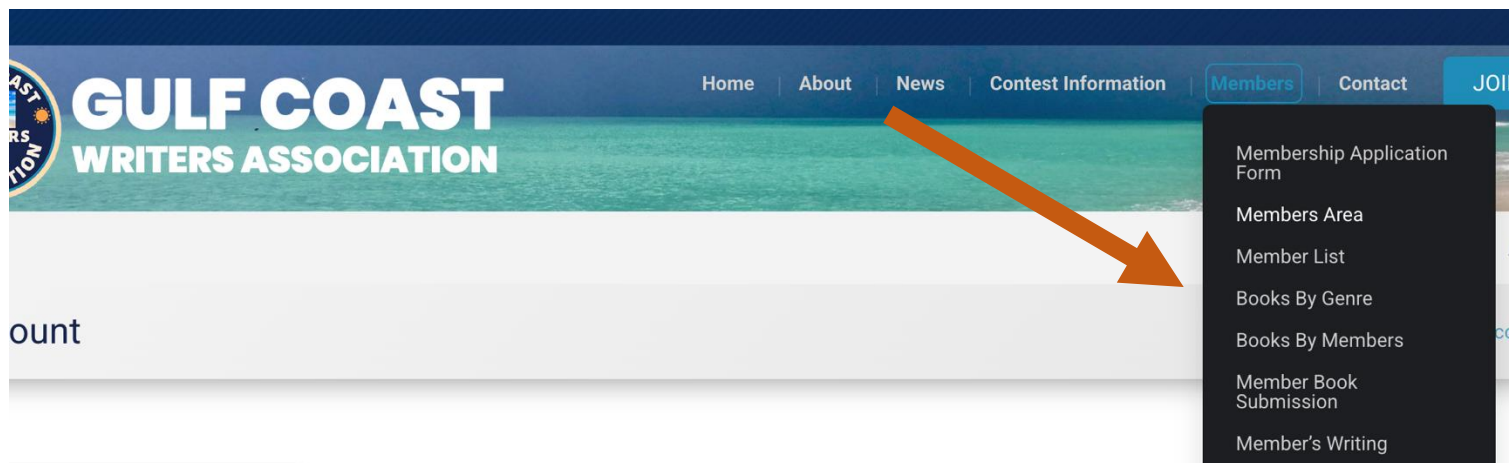 GULF COAST
WRITERS ASSOCIATION
Home About News Contest Information Members Contact JOI
Membership Application
Form
Members Area
Member List
Books By Genre
ount
Books By Members
Member Book
Submission
Member’s Writing